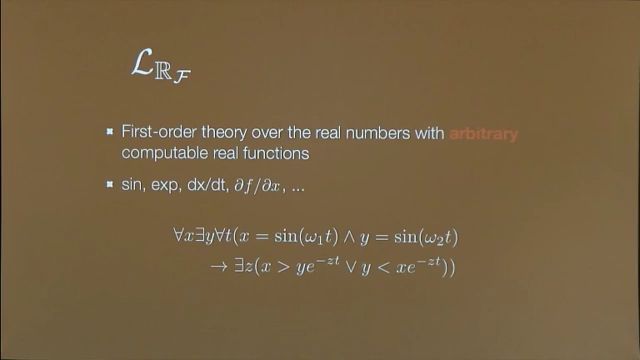 ℒ_ℝ_ℱ
First-order theory over the real numbers with arbitrary
computable real functions
sin, exp, dx/dt, ∂f/∂x, ...
∀x∃y∀t(x = sin(ω₁t) ∧ y = sin(ω₂t)
→ ∃z(x > ye^{−zt} ∨ y < xe^{−zt}))